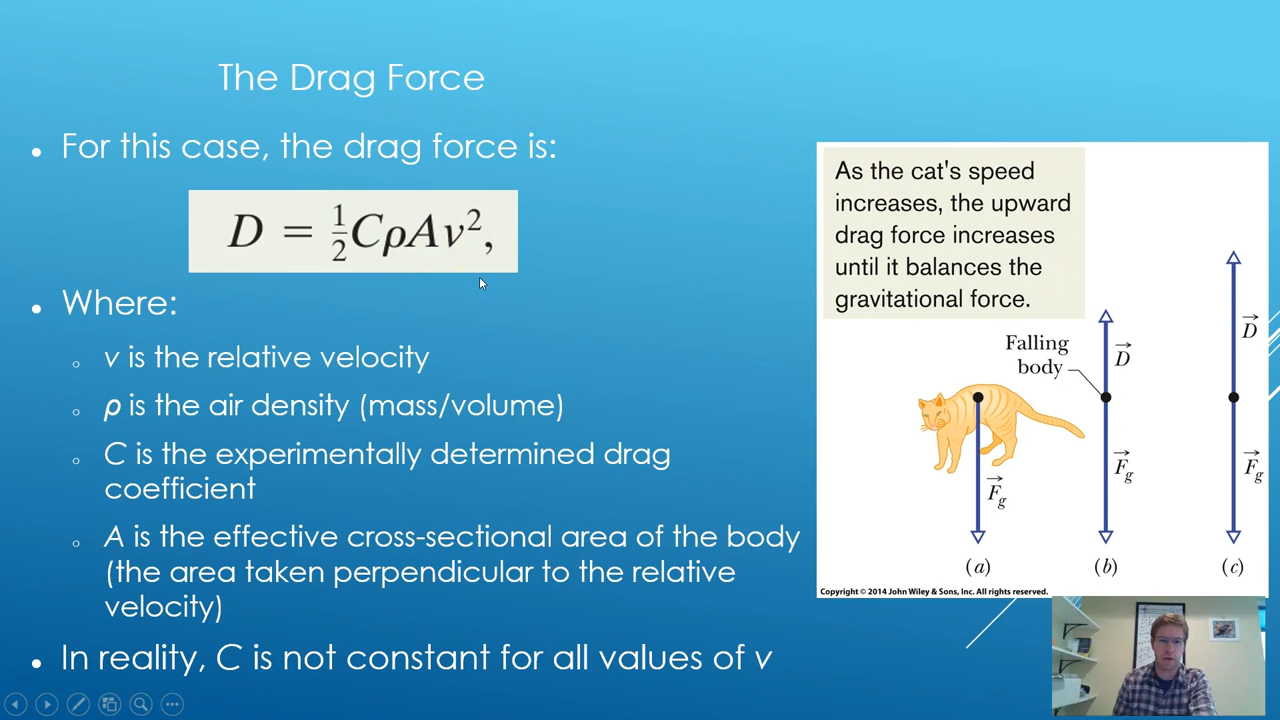 The Drag Force
• For this case, the drag force is:
D = ½CρAv²,
• Where:
○ v is the relative velocity
○ ρ is the air density (mass/volume)
○ C is the experimentally determined drag
coefficient
○ A is the effective cross-sectional area of the body
(the area taken perpendicular to the relative
velocity)
• In reality, C is not constant for all values of v
As the cat's speed
increases, the upward
drag force increases
until it balances the
gravitational force.
Falling
body
D⃗
D⃗
F⃗g
F⃗g
F⃗g
(a)
(b)
(c)
Copyright © 2014 John Wiley & Sons, Inc. All rights reserved.